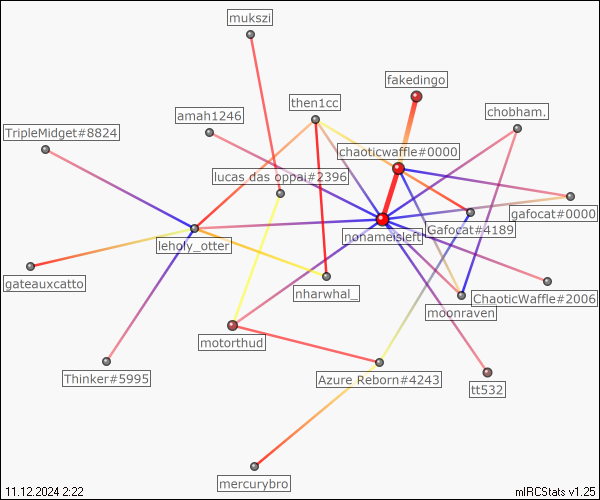 mukszi
fakedingo
then1cc
chobham.
amah1246
TripleMidget#8824
chaoticwaffle#0000
lucas das oppai#2396
gafocat#0000
Gafocat#4189
nonameisleft
leholy_otter
gateauxcatto
nharwhal_
ChaoticWaffle#2006
moonraven
motorthud
Thinker#5995
Azure Reborn#4243
tt532
mercurybro
11.12.2024 2:22
mIRCStats v1.25